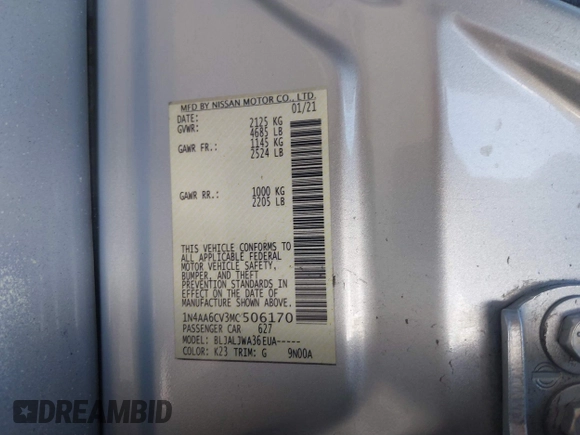 MFD BY NISSAN MOTOR CO., LTD.
DATE: 01/21
GVWR: 2125 KG
4685 LB
GAWR FR.: 1145 KG
2524 LB
GAWR RR.: 1000 KG
2205 LB
THIS VEHICLE CONFORMS TO
ALL APPLICABLE FEDERAL
MOTOR VEHICLE SAFETY,
BUMPER, AND THEFT
PREVENTION STANDARDS IN
EFFECT ON THE DATE OF
MANUFACTURE SHOWN ABOVE.
1N4AA6CV3MC506170
PASSENGER CAR 627
MODEL: BLJALJWA36EUA-----
COLOR: K23 TRIM: G 9N00A
DREAMBID